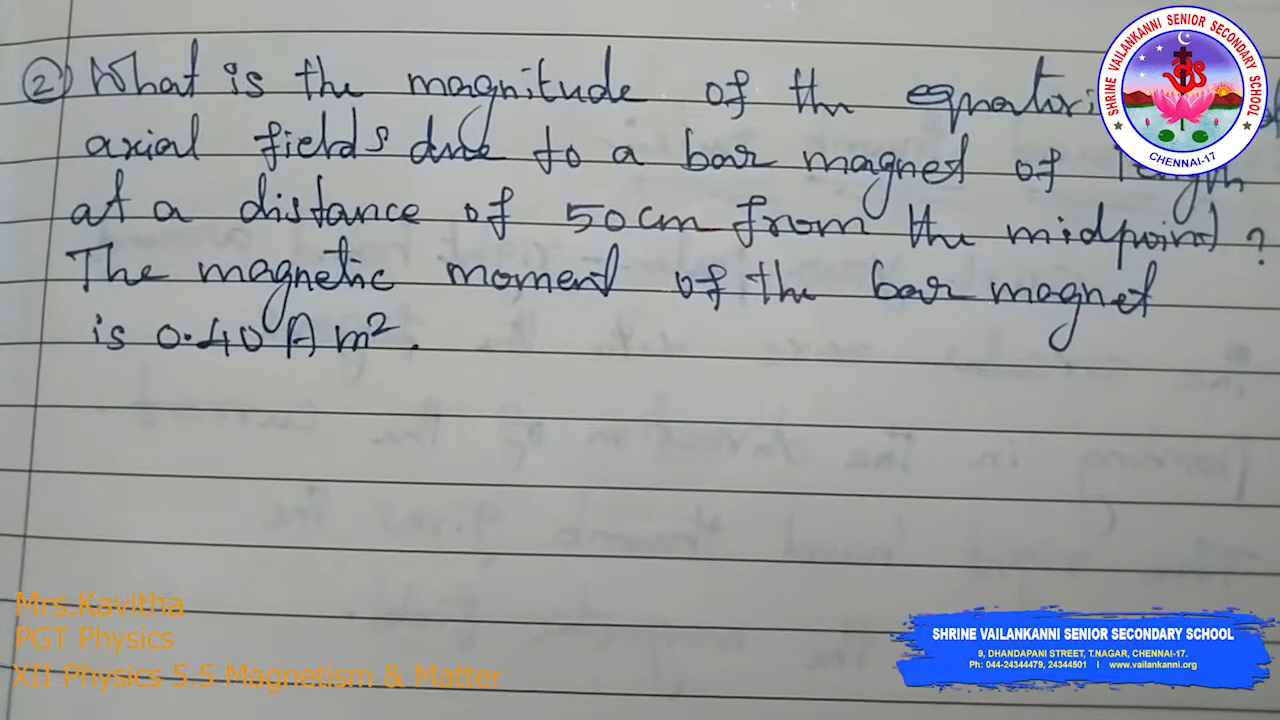 ② What is the magnitude of the
axial fields due to a bar magnet of length
at a distance of 50cm from the midpoint?
The magnetic moment of the bar magnet
is 0.40 A m².
SHRINE VAILANKANNI SENIOR SECONDARY SCHOOL
CHENNAI-17
Mrs.Kavitha
PGT Physics
XII Physics 5.5 Magnetism & Matter
SHRINE VAILANKANNI SENIOR SECONDARY SCHOOL
9, DHANDAPANI STREET, T.NAGAR, CHENNAI-17.
Ph: 044-24344479, 24344501 | www.vailankanni.org